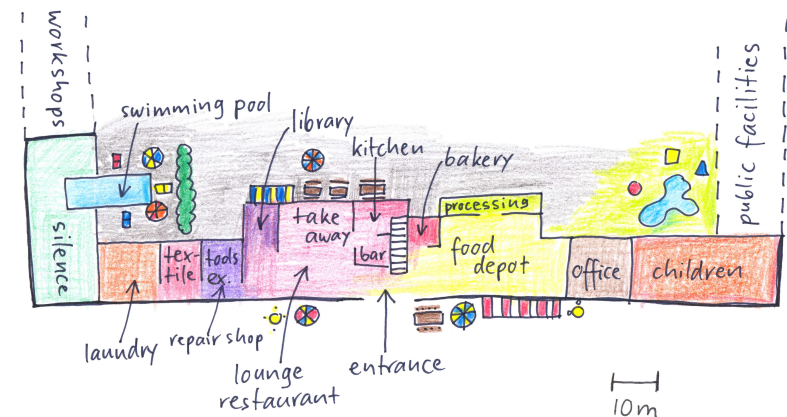 workshops
swimming pool
library
kitchen
bakery
public facilities
processing
take
away
bar
food
depot
silence
tex-
tile
tools
ex.
office
children
laundry
repair shop
lounge
restaurant
entrance
10m